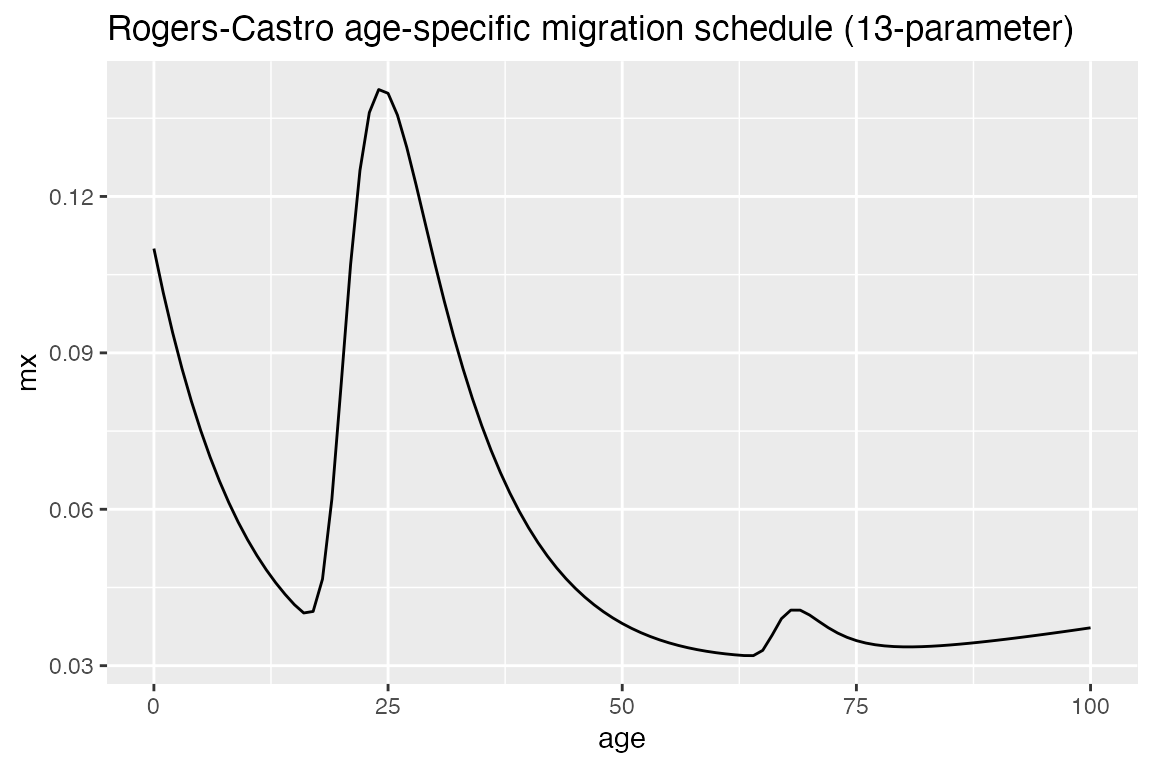 Rogers-Castro age-specific migration schedule (13-parameter)
0.12
0.09
mx
0.06
0.03
0 25 50 75 100
age